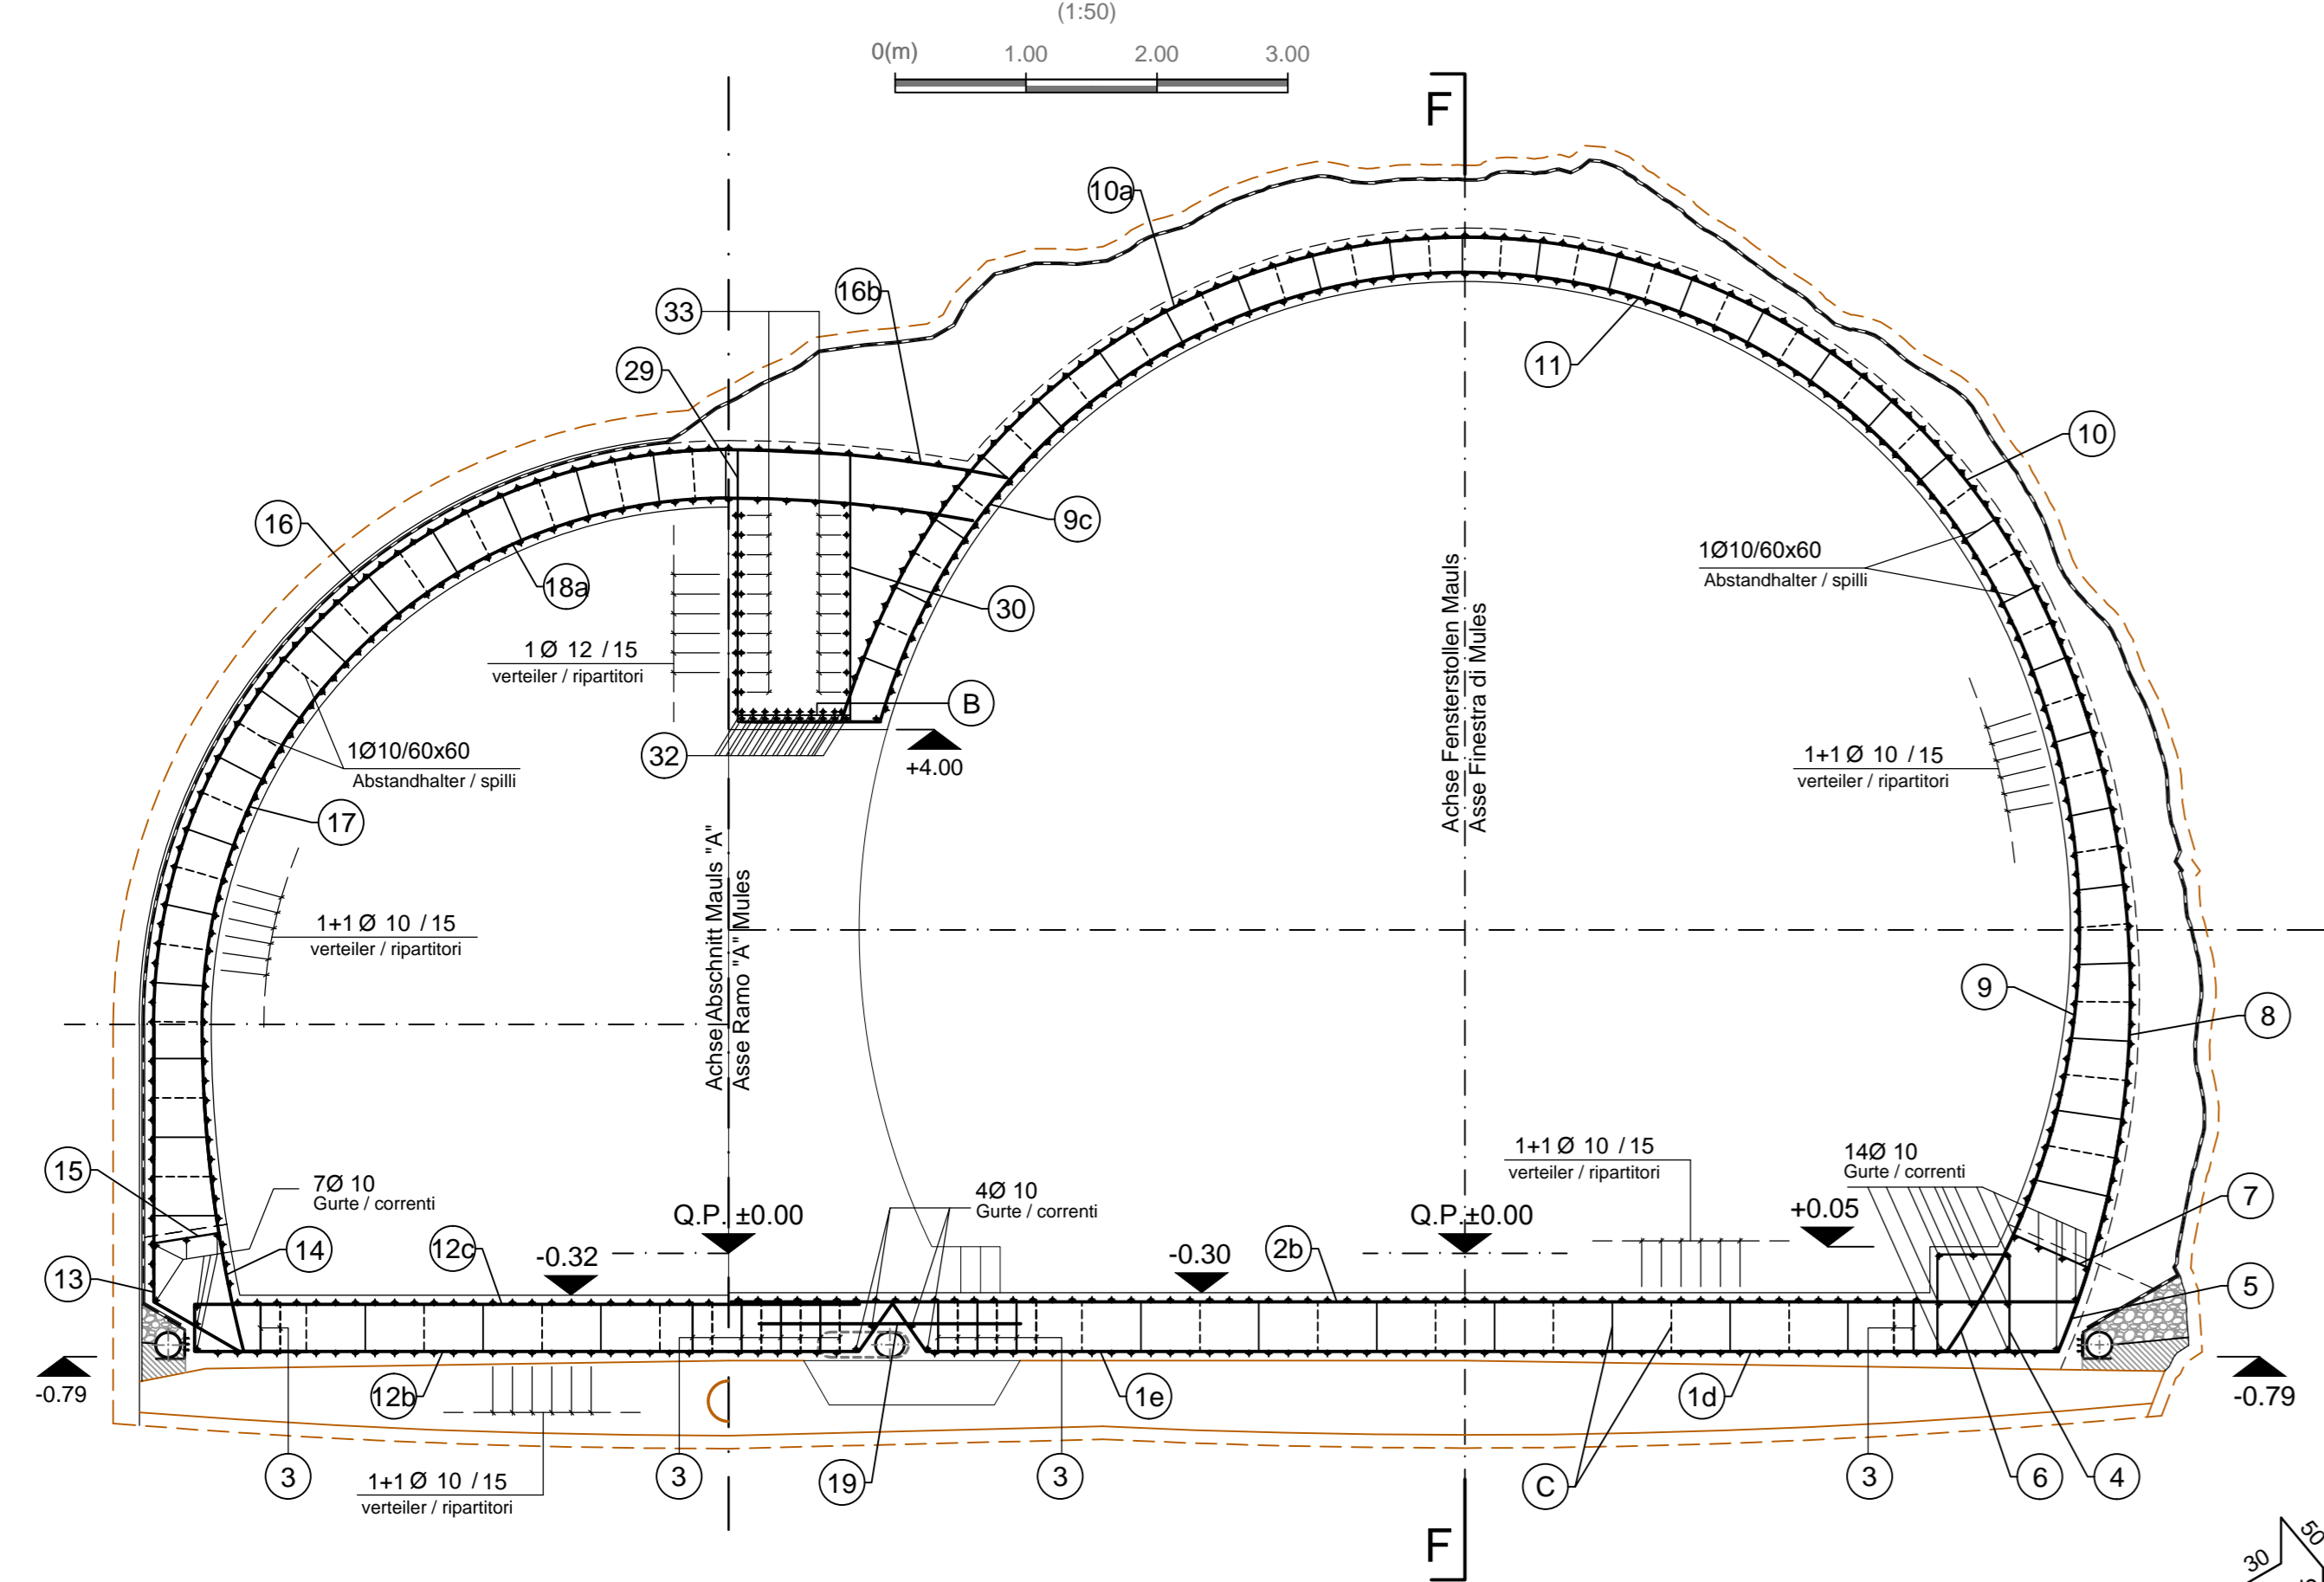 (1:50)
0(m) 1.00 2.00 3.00
F
10a
16b
33
29
11
10
16
9c
18a
30
1Ø10/60x60
Abstandhalter / spilli
1 Ø 12 / 15
verteiler / ripartitori
B
32
+4.00
1Ø10/60x60
Abstandhalter / spilli
17
Achse Fensterstollen Mauls
Asse Finestra di Mules
1+1 Ø 10 / 15
verteiler / ripartitori
Achse Abschnitt Mauls "A"
Asse Ramo "A" Mules
1+1 Ø 10 / 15
verteiler / ripartitori
9
8
15
7Ø 10
Gurte / correnti
14
13
12c
-0.32
Q.P. ±0.00
4Ø 10
Gurte / correnti
-0.30
2b
Q.P. ±0.00
1+1 Ø 10 / 15
verteiler / ripartitori
14Ø 10
Gurte / correnti
+0.05
7
5
-0.79
12b
1e
1d
-0.79
3
3
19
3
C
3
6
4
1+1 Ø 10 / 15
verteiler / ripartitori
F
30
50